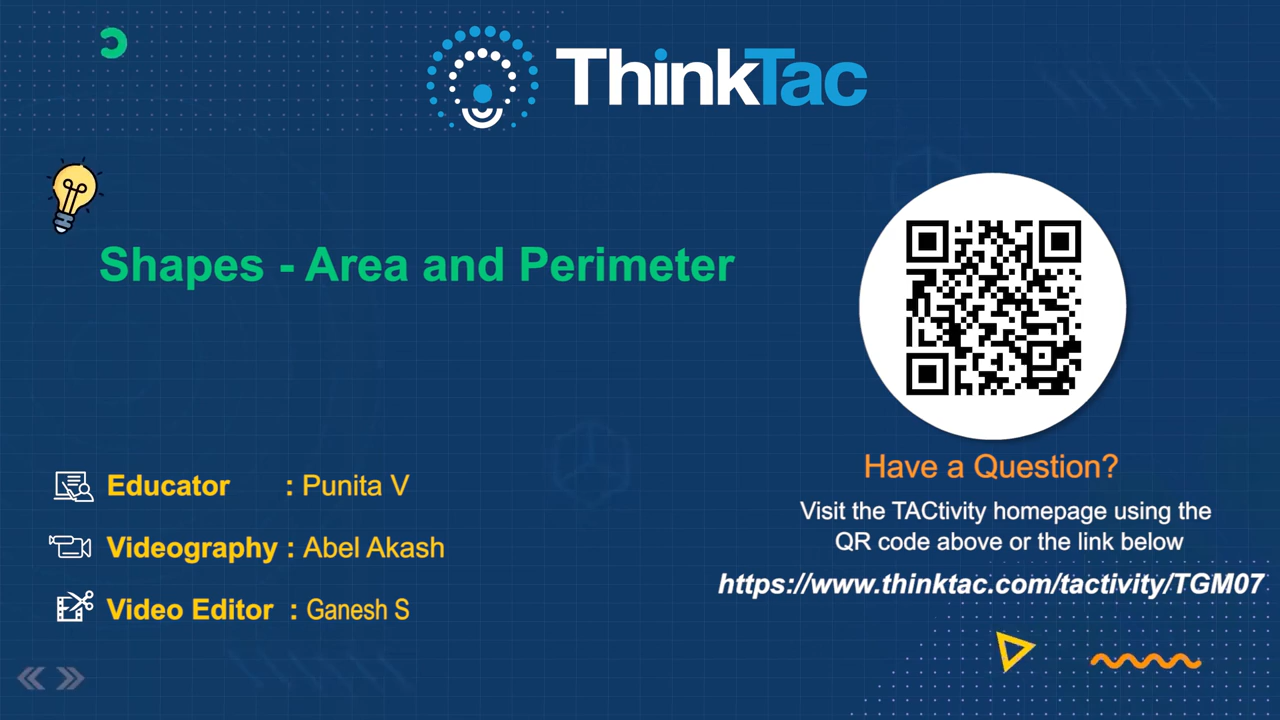 ThinkTac
Shapes - Area and Perimeter
Educator : Punita V
Videography : Abel Akash
Video Editor : Ganesh S
Have a Question?
Visit the TACtivity homepage using the
QR code above or the link below
https://www.thinktac.com/tactivity/TGM07